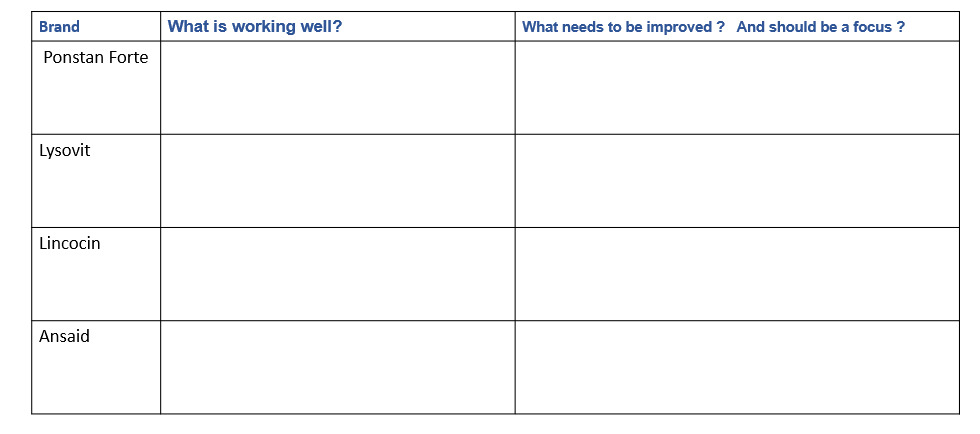 Brand What is working well? What needs to be improved ? And should be a focus ?
Ponstan Forte
Lysovit
Lincocin
Ansaid